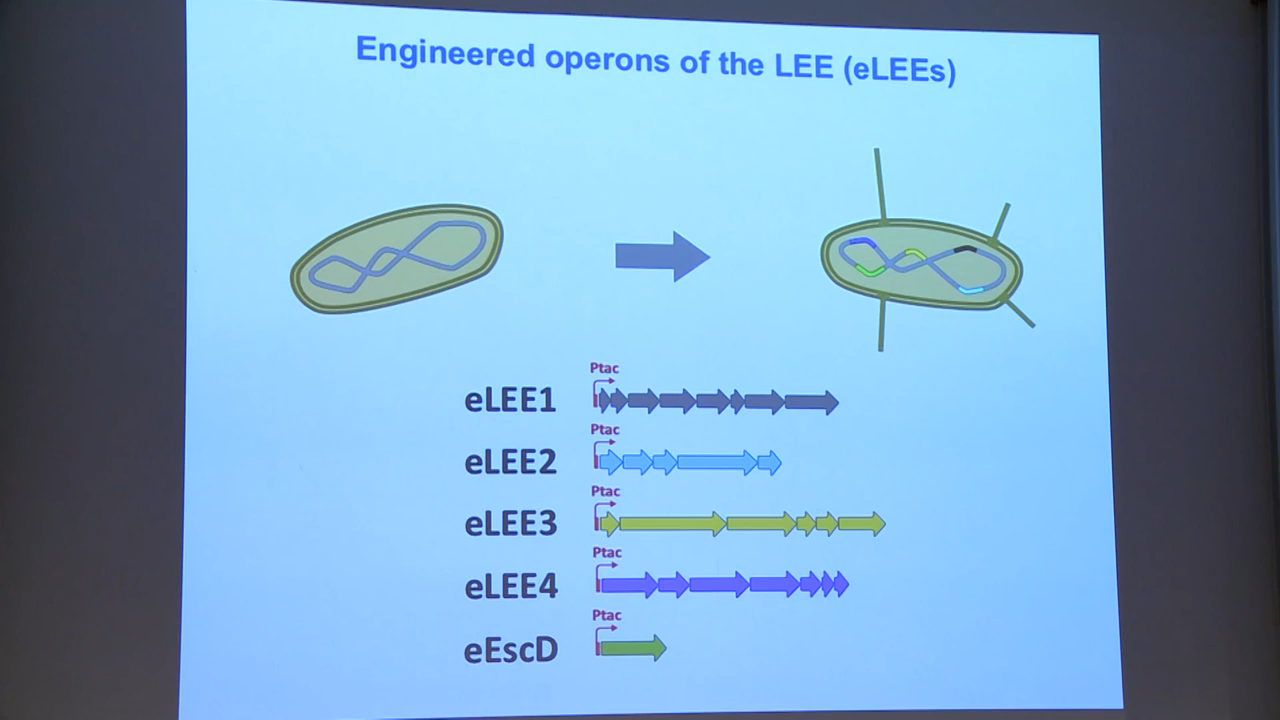 Engineered operons of the LEE (eLEEs)
Ptac
eLEE1
Ptac
eLEE2
Ptac
eLEE3
Ptac
eLEE4
Ptac
eEscD